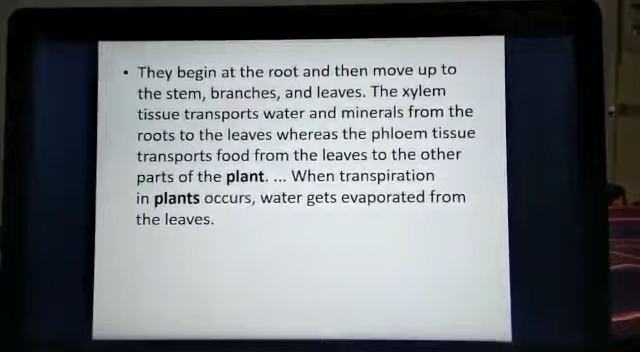 • They begin at the root and then move up to
the stem, branches, and leaves. The xylem
tissue transports water and minerals from the
roots to the leaves whereas the phloem tissue
transports food from the leaves to the other
parts of the plant. ... When transpiration
in plants occurs, water gets evaporated from
the leaves.